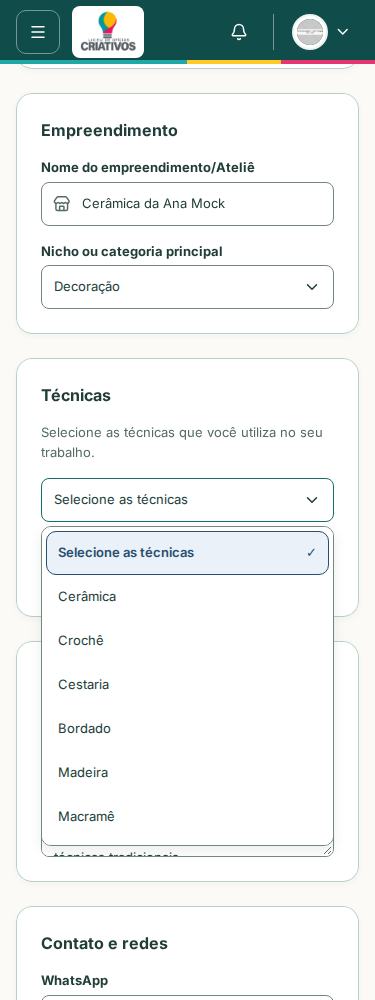 CRIATIVOS
Empreendimento
Nome do empreendimento/Ateliê
Cerâmica da Ana Mock
Nicho ou categoria principal
Decoração
Técnicas
Selecione as técnicas que você utiliza no seu
trabalho.
Selecione as técnicas
Selecione as técnicas ✓
Cerâmica
Crochê
Cestaria
Bordado
Madeira
Macramê
técnicas tradicionais
Contato e redes
WhatsApp